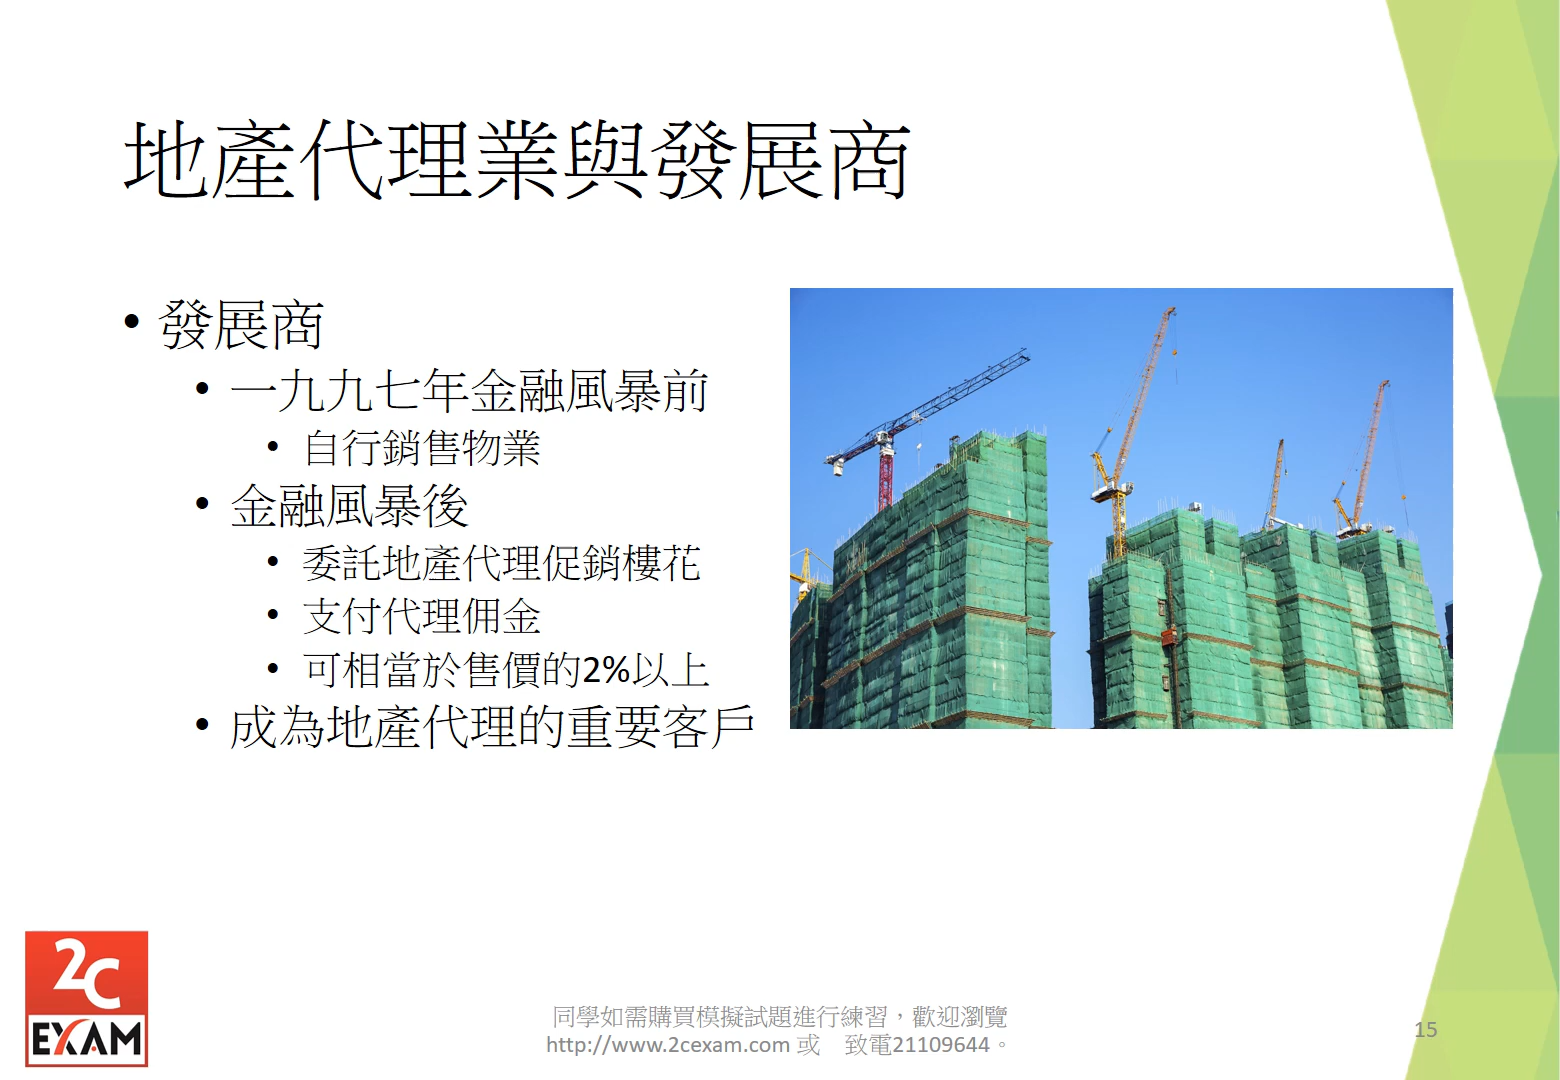 地產代理業與發展商
• 發展商
• 一九九七年金融風暴前
• 自行銷售物業
• 金融風暴後
• 委託地產代理促銷樓花
• 支付代理佣金
• 可相當於售價的2%以上
• 成為地產代理的重要客戶
2C
EXAM
同學如需購買模擬試題進行練習，歡迎瀏覽
http://www.2cexam.com 或　致電21109644。
15